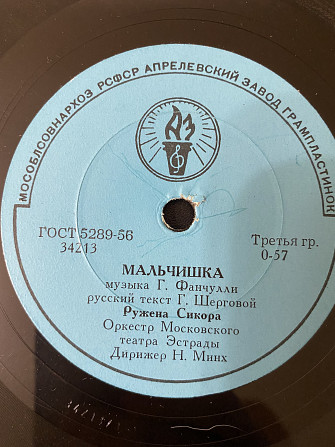 МОСОБЛСОВНАРХОЗ РСФСР АПРЕЛЕВСКИЙ ЗАВОД ГРАМПЛАСТИНОК
АЗ
ГОСТ 5289-56
34213
Третья гр.
0-57
МАЛЬЧИШКА
музыка Г. Фанчулли
русский текст Г. Шерговой
Ружена Сикора
Оркестр Московского
театра Эстрады
Дирижер Н. Минх